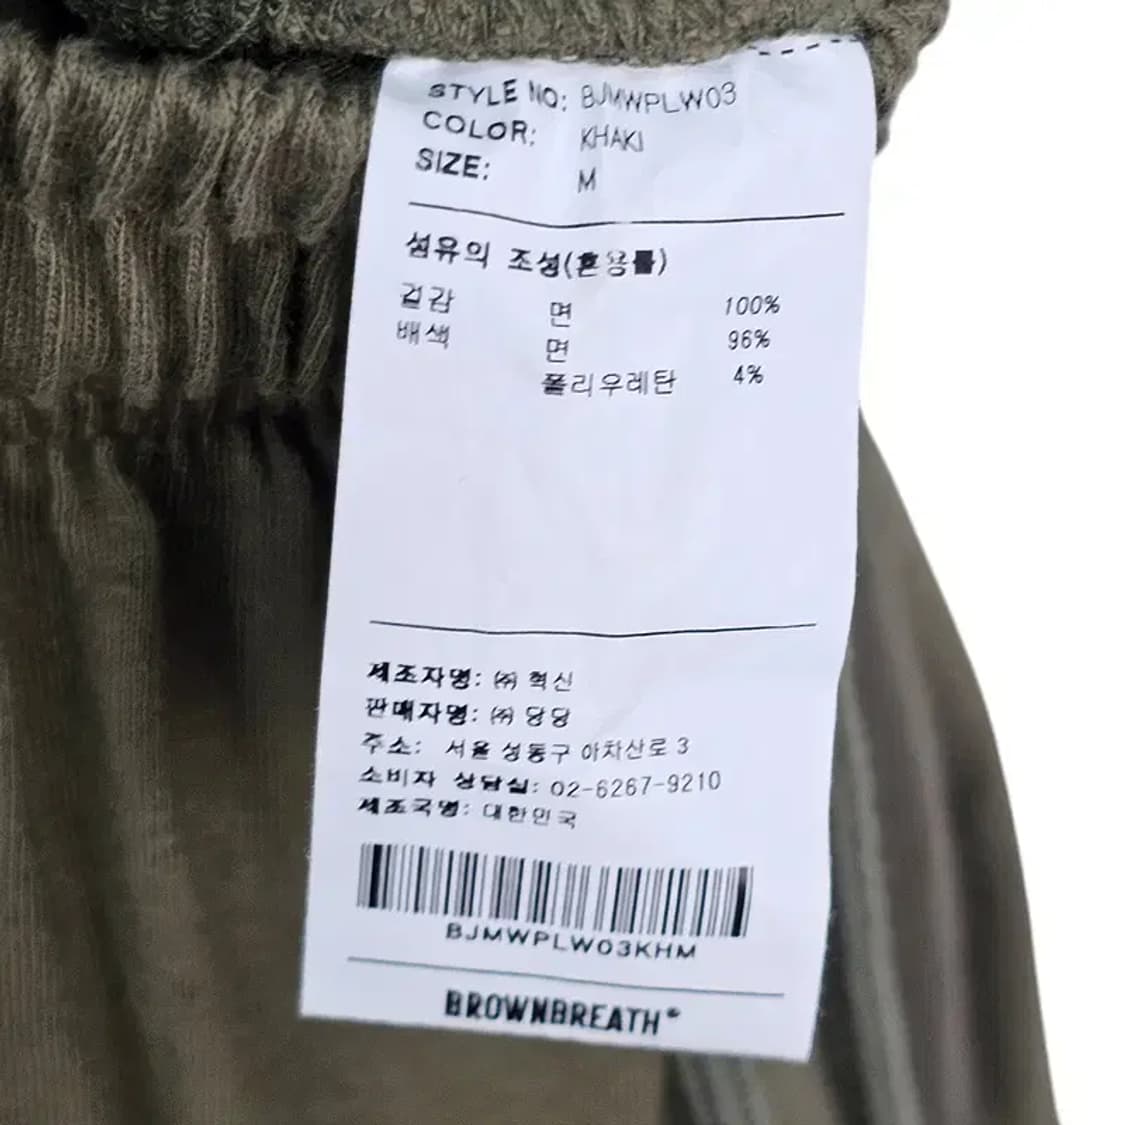 STYLE NO: BJMWPLW03
COLOR: KHAKI
SIZE: M
섬유의 조성(혼용률)
겉감 면 100%
배색 면 96%
폴리우레탄 4%
제조자명: ㈜ 혁신
판매자명: ㈜ 당당
주소: 서울 성동구 아차산로 3
소비자 상담실: 02-6267-9210
제조국명: 대한민국
BJMWPLW03KHM
BROWNBREATH®